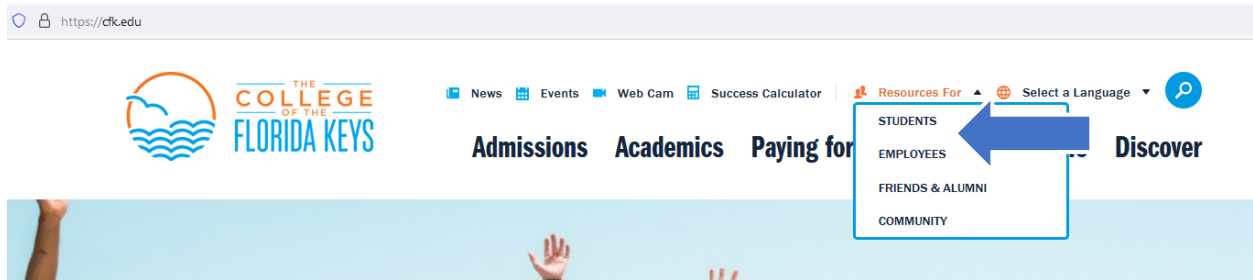 https://cfk.edu
THE
COLLEGE
OF THE
FLORIDA KEYS
News Events Web Cam Success Calculator Resources For Select a Language
STUDENTS
EMPLOYEES
FRIENDS & ALUMNI
COMMUNITY
Admissions Academics Paying for Discover